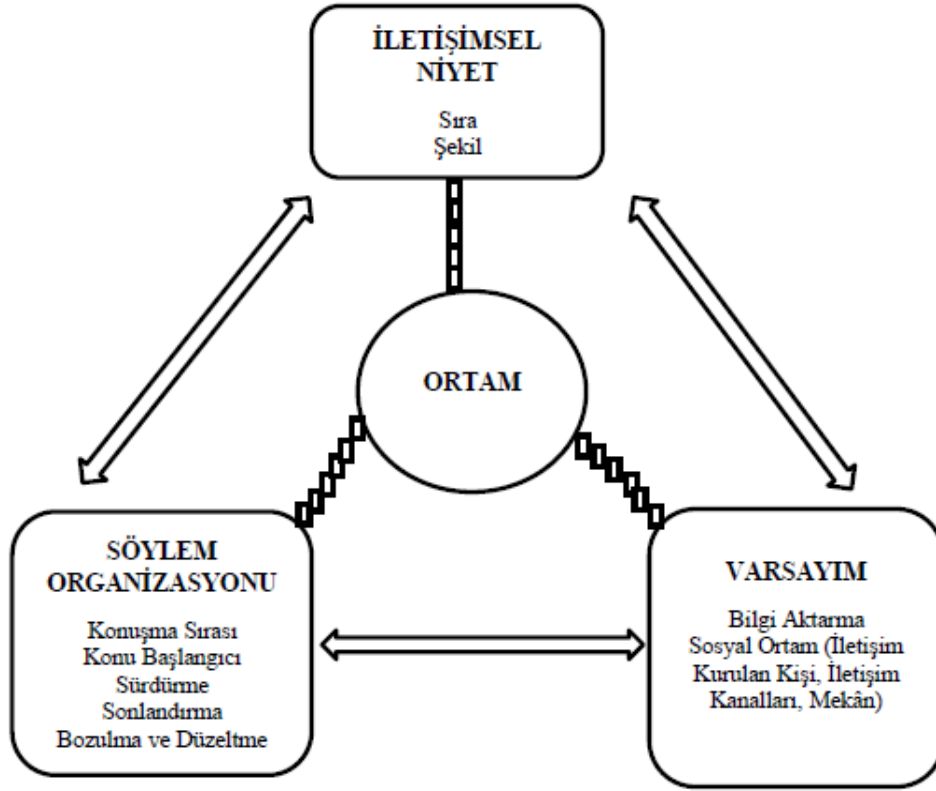 İLETİŞİMSEL
NİYET
Sıra
Şekil
ORTAM
SÖYLEM
ORGANİZASYONU
Konuşma Sırası
Konu Başlangıcı
Sürdürme
Sonlandırma
Bozulma ve Düzeltme
VARSAYIM
Bilgi Aktarma
Sosyal Ortam (İletişim
Kurulan Kişi, İletişim
Kanalları, Mekân)